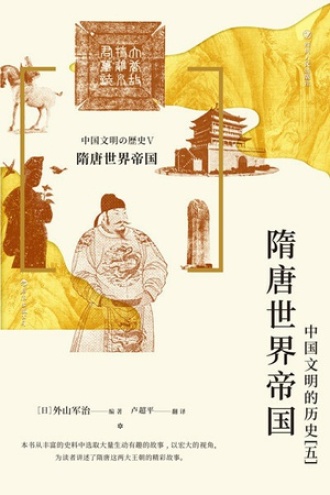 中国文明の歴史Ⅴ
隋唐世界帝国
隋唐世界帝国
中国文明的历史[五]
[日]外山军治——编著 卢超平——翻译
本书从丰富的史料中选取大量生动有趣的故事，以宏大的视角，
为读者讲述了隋唐这两大王朝的精彩故事。